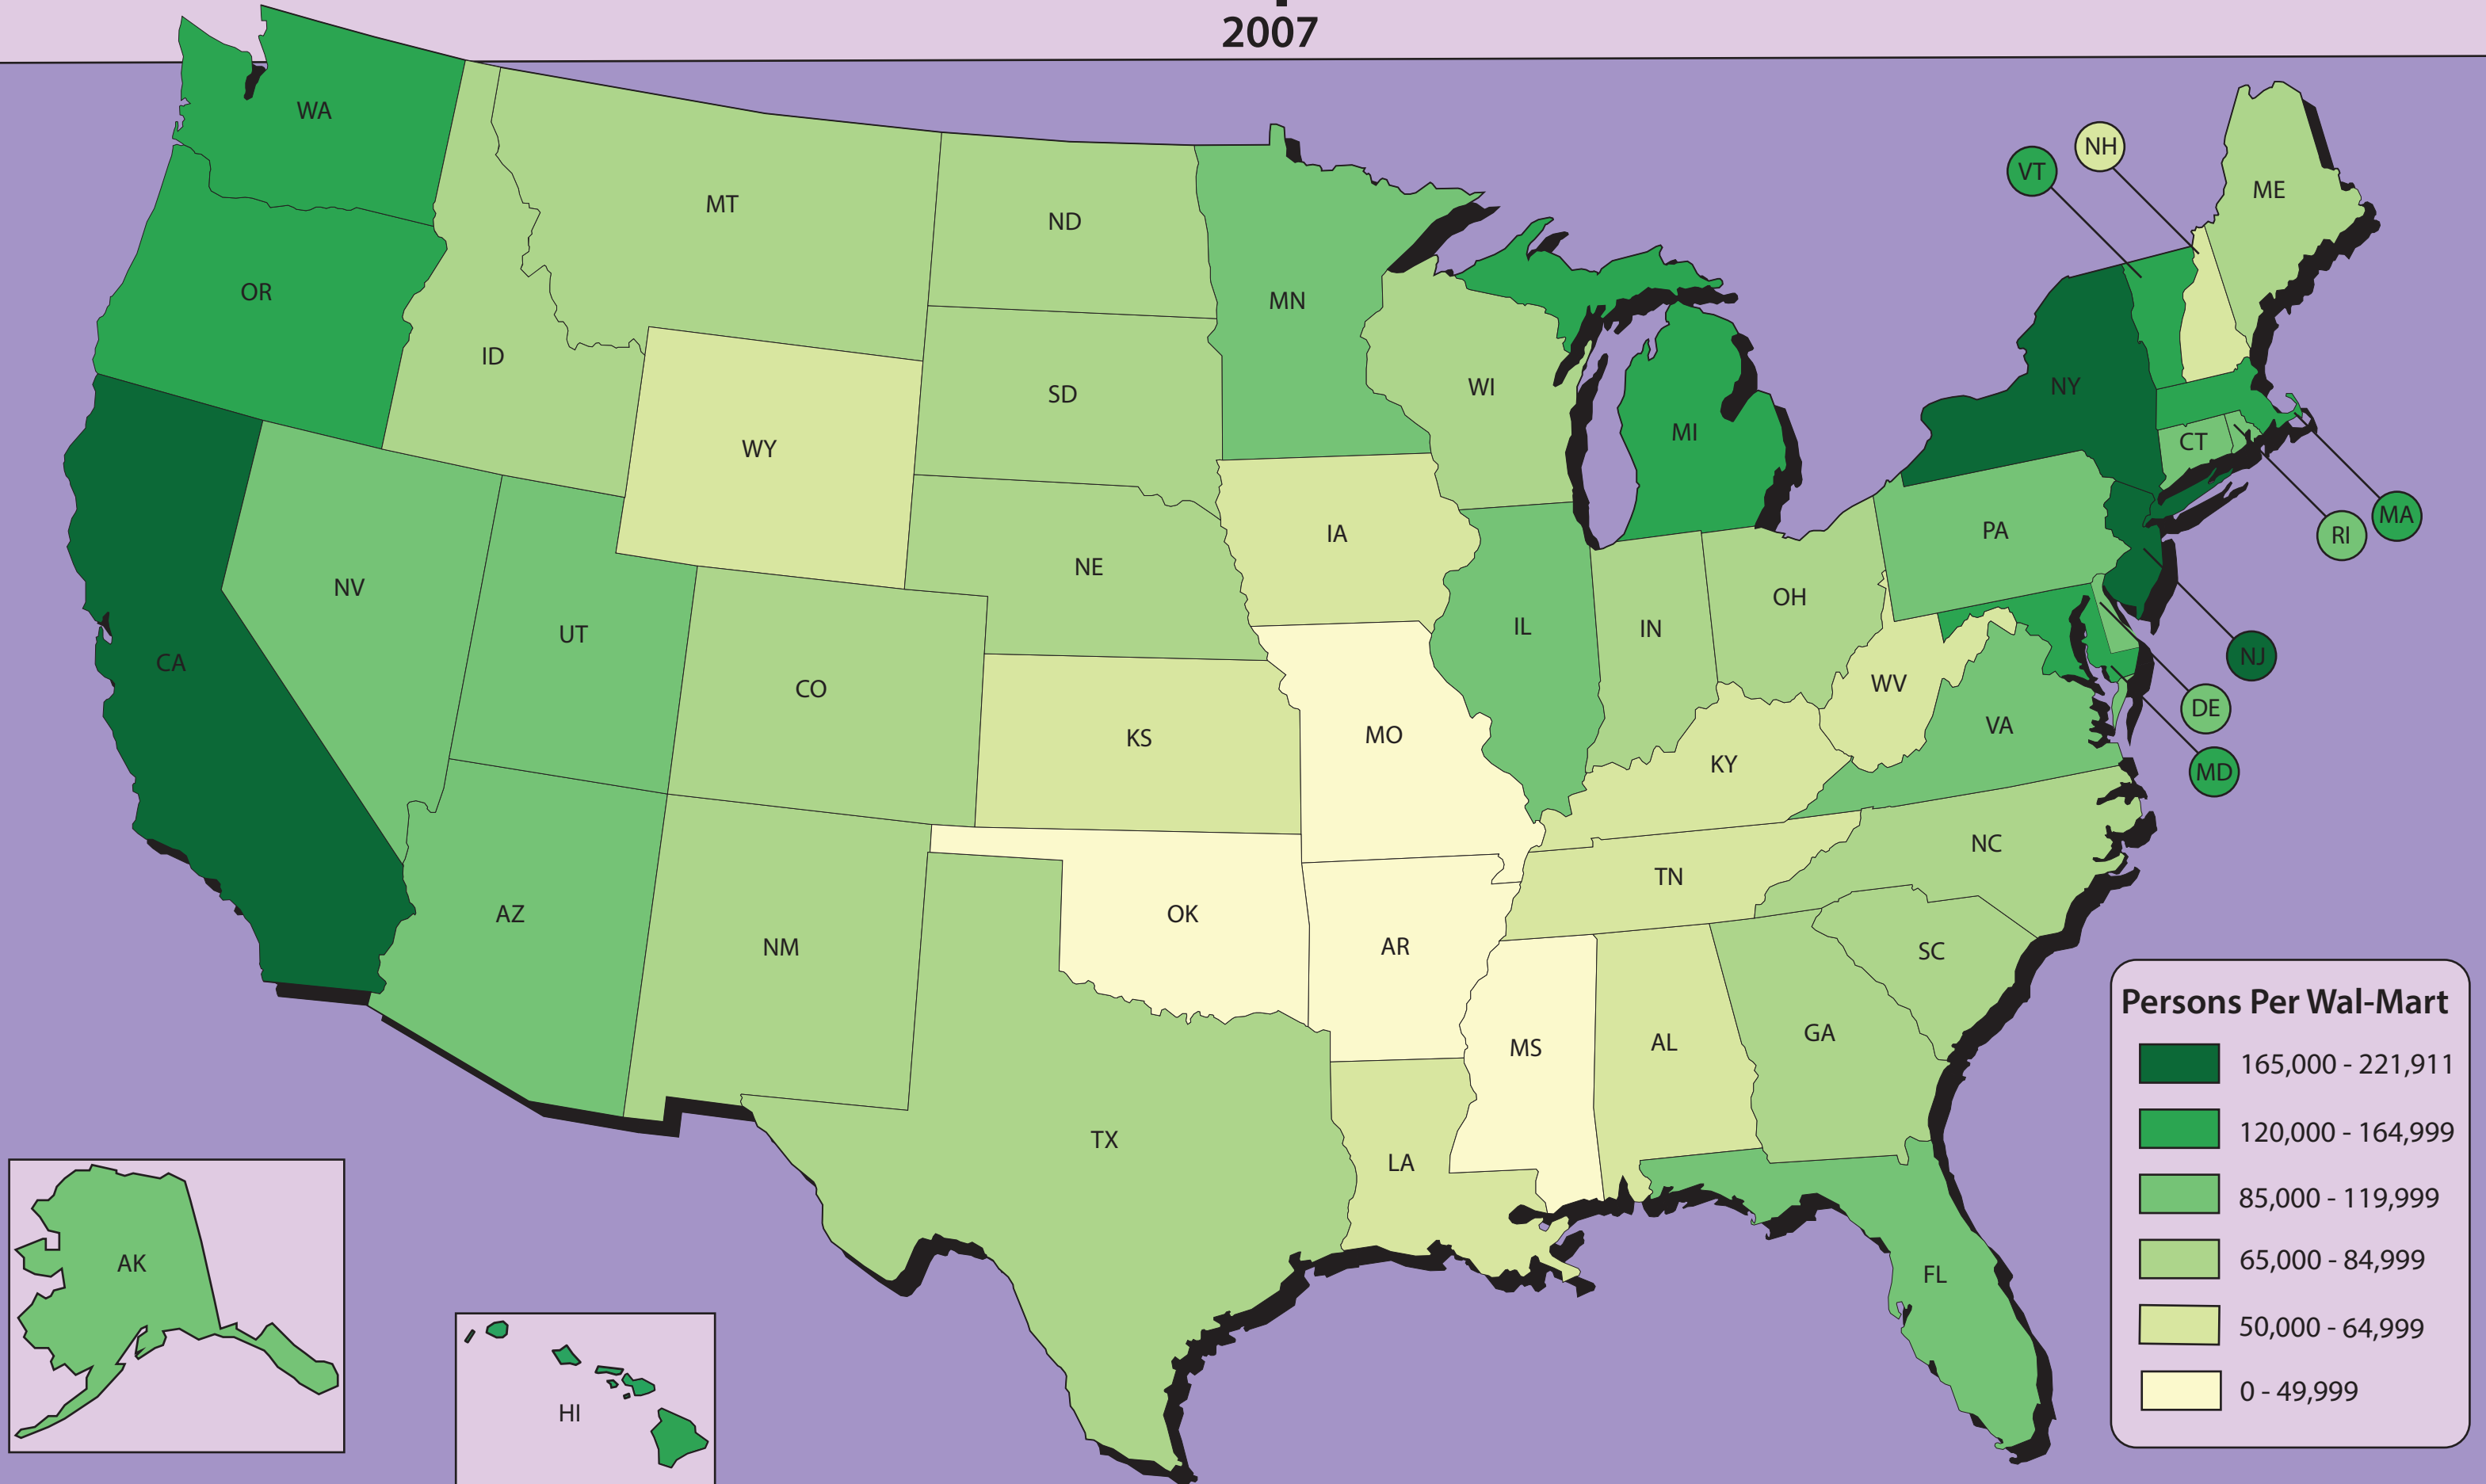 2007
WA
NH
VT
ME
MT
ND
OR
MN
ID
NY
WI
SD
MI
WY
CT
MA
RI
PA
IA
NE
NV
OH
IL
IN
UT
NJ
CA
WV
CO
DE
VA
MO
KS
KY
MD
NC
TN
AZ
OK
AR
NM
SC
GA
AL
MS
TX
LA
AK
FL
HI
Persons Per Wal-Mart
165,000 - 221,911
120,000 - 164,999
85,000 - 119,999
65,000 - 84,999
50,000 - 64,999
0 - 49,999